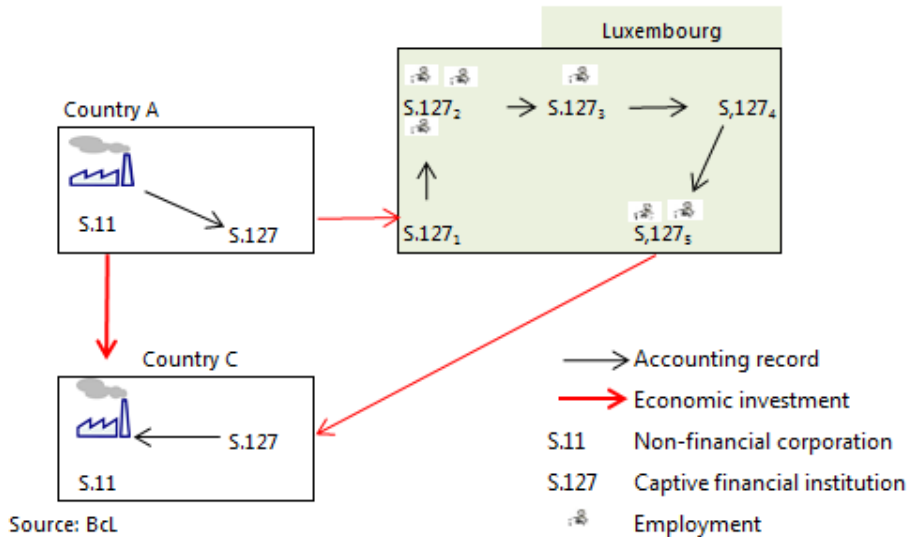 Luxembourg
S.127₂ S.127₃ S,127₄
S.127₁ S,127₅
Country A
S.11 S.127
Country C
S.127
S.11
Accounting record
Economic investment
S.11 Non-financial corporation
S.127 Captive financial institution
Employment
Source: BcL